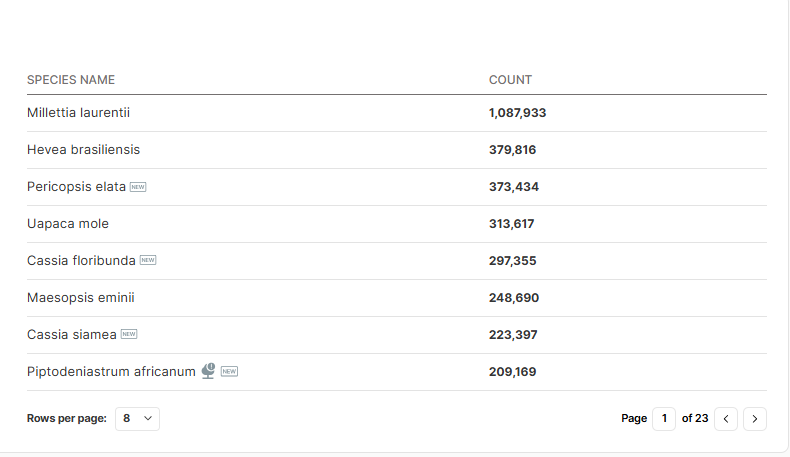 SPECIES NAME COUNT
Millettia laurentii 1,087,933
Hevea brasiliensis 379,816
Pericopsis elata NEW 373,434
Uapaca mole 313,617
Cassia floribunda NEW 297,355
Maesopsis eminii 248,690
Cassia siamea NEW 223,397
Piptodeniastrum africanum NEW 209,169
Rows per page: 8 Page 1 of 23